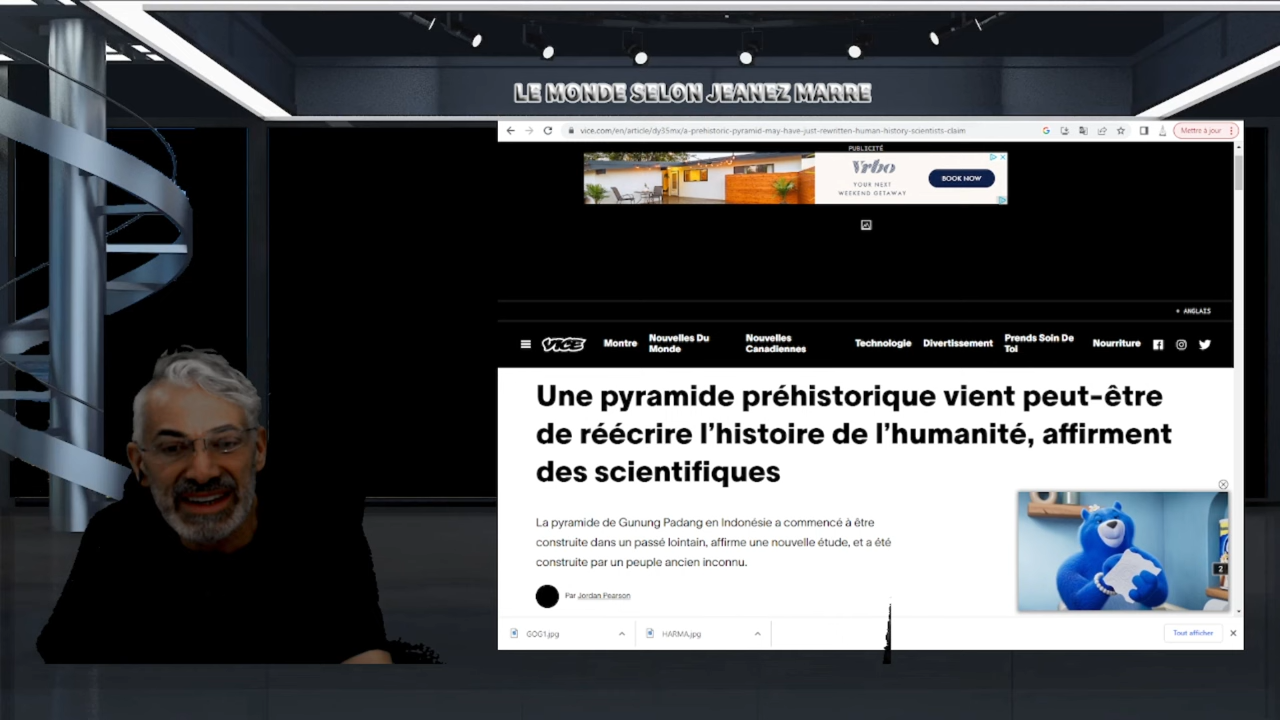 LE MONDE SELON JEANEZ MARRE
vice.com/en/article/dy35mx/a-prehistoric-pyramid-may-have-just-rewritten-human-history-scientists-claim
Mettre à jour
PUBLICITÉ
Vrbo
YOUR NEXT
WEEKEND GETAWAY
BOOK NOW
+ ANGLAIS
VICE
Montre
Nouvelles Du
Monde
Nouvelles
Canadiennes
Technologie
Divertissement
Prends Soin De
Toi
Nourriture
Une pyramide préhistorique vient peut-être
de réécrire l'histoire de l'humanité, affirment
des scientifiques
La pyramide de Gunung Padang en Indonésie a commencé à être
construite dans un passé lointain, affirme une nouvelle étude, et a été
construite par un peuple ancien inconnu.
Par Jordan Pearson
2
GOG1.jpg
HARMA.jpg
Tout afficher